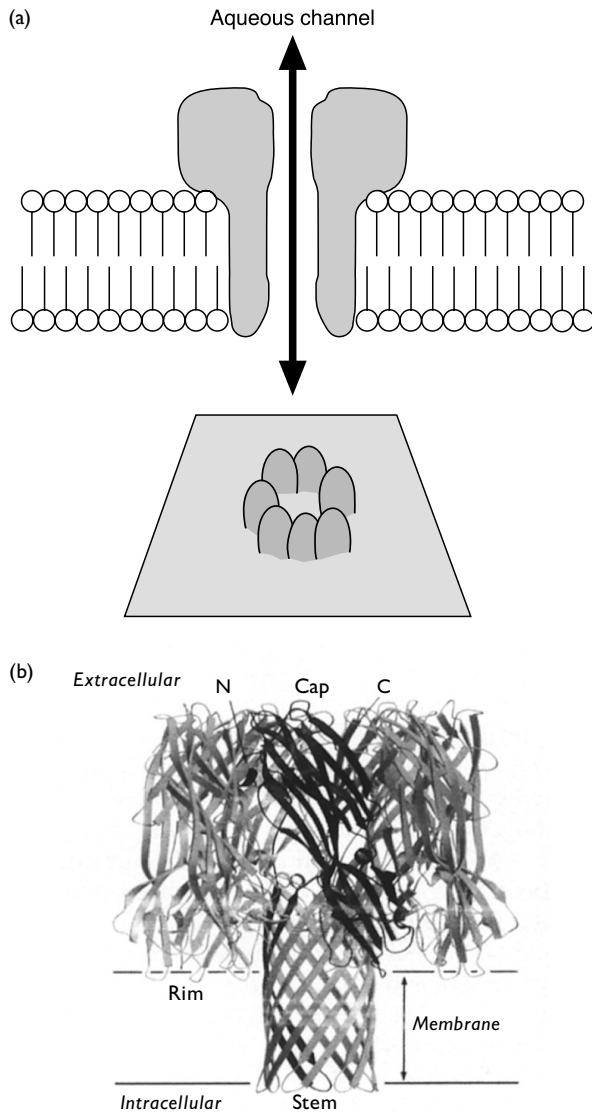 (a)
Aqueous channel
(b)
Extracellular
N
Cap
C
Rim
Membrane
Intracellular
Stem